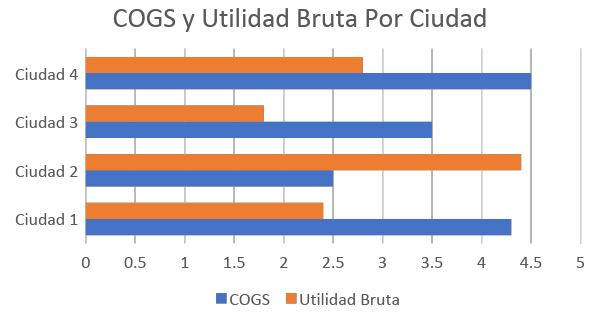 COGS y Utilidad Bruta Por Ciudad
Ciudad 4
Ciudad 3
Ciudad 2
Ciudad 1
0 0.5 1 1.5 2 2.5 3 3.5 4 4.5 5
COGS Utilidad Bruta